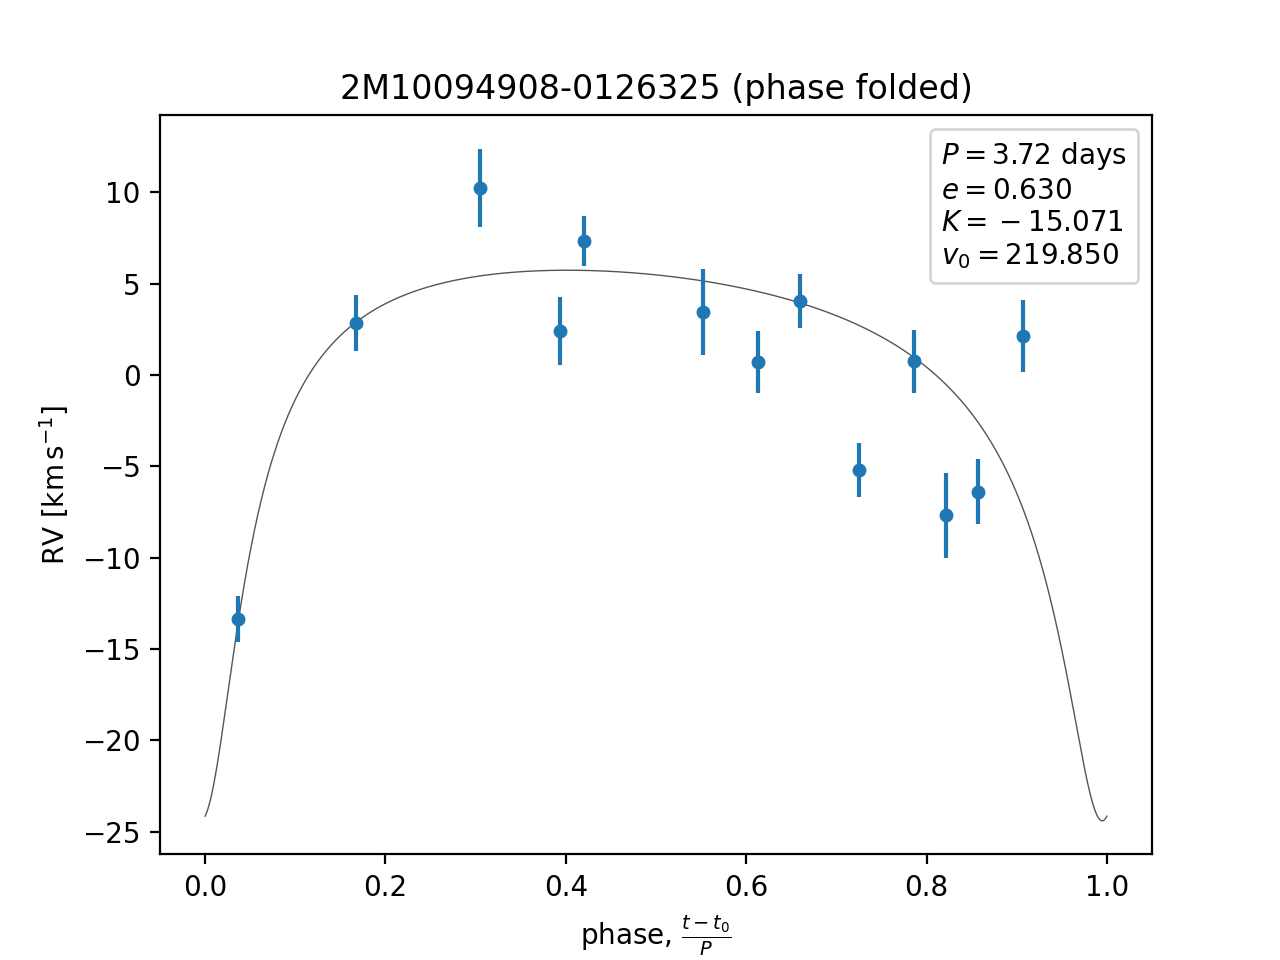 2M10094908-0126325 (phase folded)
P = 3.72 days
e = 0.630
K = −15.071
v₀ = 219.850
10
5
0
−5
−10
−15
−20
−25
RV [km s⁻¹]
0.0 0.2 0.4 0.6 0.8 1.0
phase, (t − t₀)/P